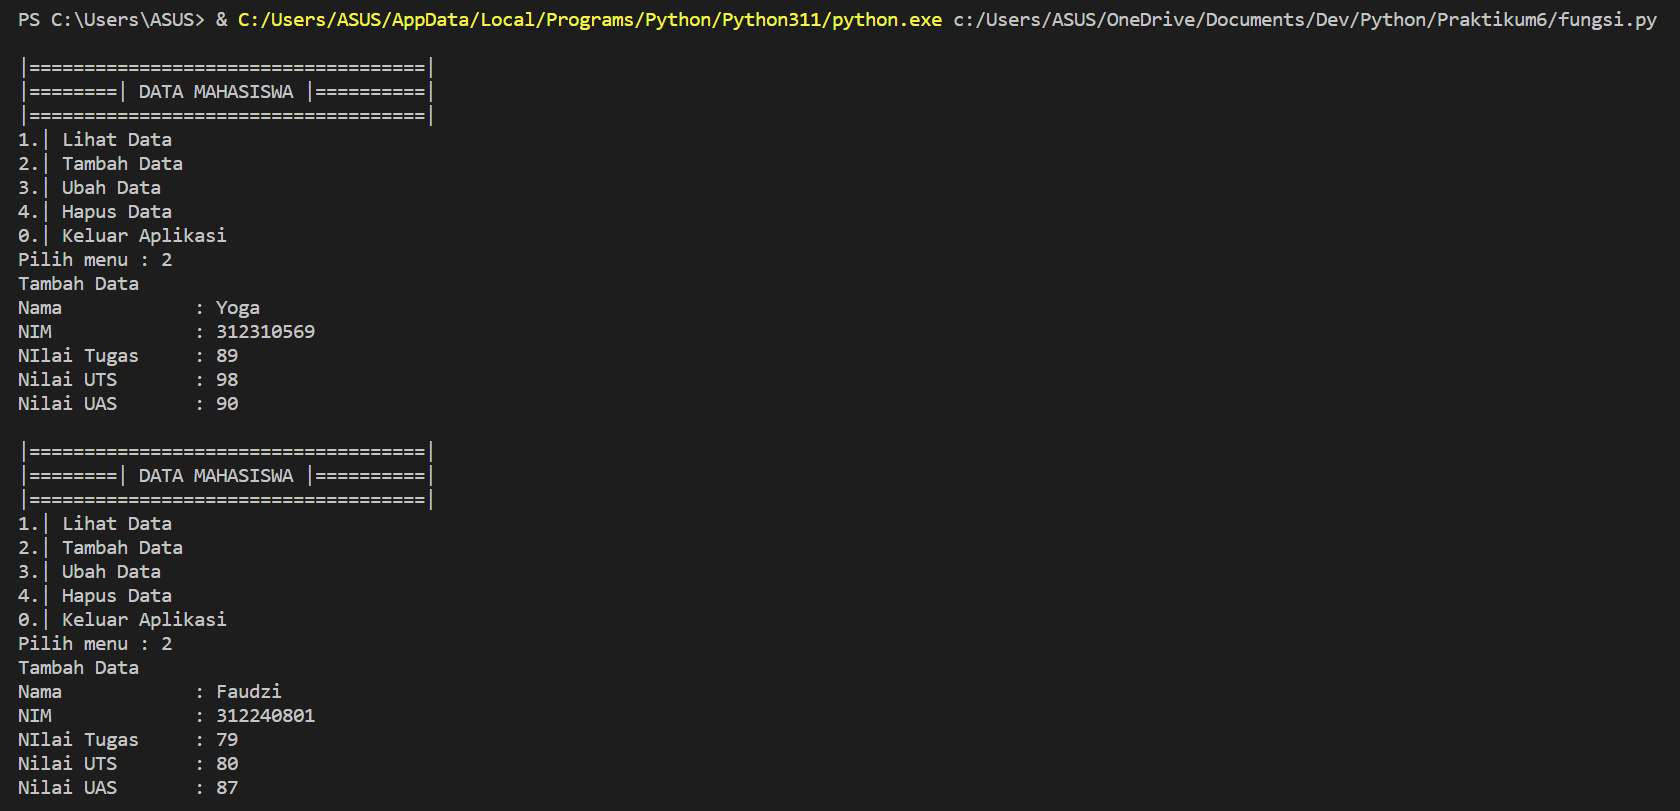 PS C:\Users\ASUS> & C:/Users/ASUS/AppData/Local/Programs/Python/Python311/python.exe c:/Users/ASUS/OneDrive/Documents/Dev/Python/Praktikum6/fungsi.py
|====================================|
|========| DATA MAHASISWA |==========|
|====================================|
1.| Lihat Data
2.| Tambah Data
3.| Ubah Data
4.| Hapus Data
0.| Keluar Aplikasi
Pilih menu : 2
Tambah Data
Nama            : Yoga
NIM             : 312310569
NIlai Tugas     : 89
Nilai UTS       : 98
Nilai UAS       : 90
|====================================|
|========| DATA MAHASISWA |==========|
|====================================|
1.| Lihat Data
2.| Tambah Data
3.| Ubah Data
4.| Hapus Data
0.| Keluar Aplikasi
Pilih menu : 2
Tambah Data
Nama            : Faudzi
NIM             : 312240801
NIlai Tugas     : 79
Nilai UTS       : 80
Nilai UAS       : 87